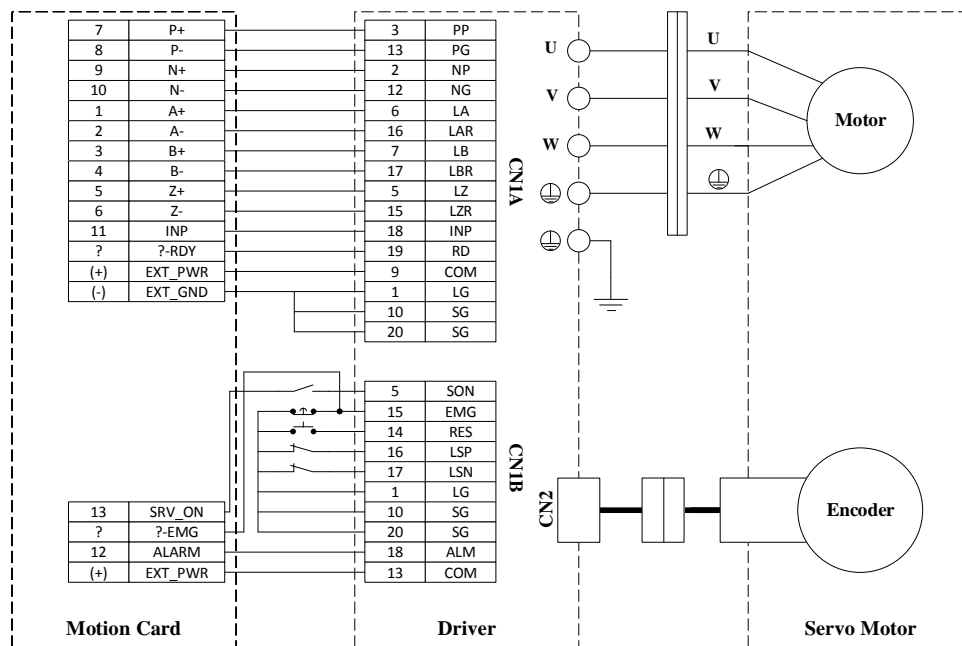 7 P+ 3 PP
8 P- 13 PG
9 N+ 2 NP
10 N- 12 NG
1 A+ 6 LA
2 A- 16 LAR
3 B+ 7 LB
4 B- 17 LBR
5 Z+ 5 LZ
6 Z- 15 LZR
11 INP 18 INP
? ?-RDY 19 RD
(+) EXT_PWR 9 COM
(-) EXT_GND 1 LG
10 SG
20 SG
CN1A
U U
V V
W W
Motor
5 SON
15 EMG
14 RES
16 LSP
17 LSN
1 LG
13 SRV_ON 10 SG
? ?-EMG 20 SG
12 ALARM 18 ALM
(+) EXT_PWR 13 COM
CN1B
CN2
Encoder
Motion Card
Driver
Servo Motor